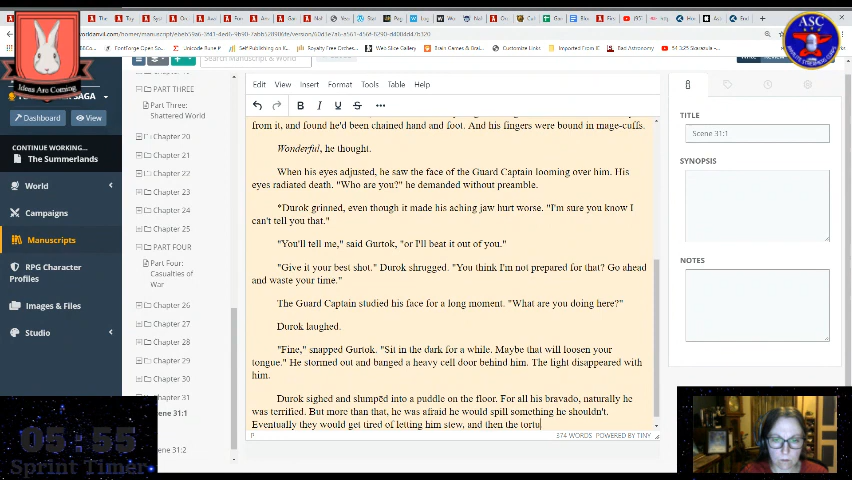 Edit View Insert Format Tools Table Help
from it, and found he'd been chained hand and foot. And his fingers were bound in mage-cuffs.
Wonderful, he thought.
When his eyes adjusted, he saw the face of the Guard Captain looming over him. His
eyes radiated death. "Who are you?" he demanded without preamble.
"Durok grinned, even though it made his aching jaw hurt worse. "I'm sure you know I
can't tell you that."
"You'll tell me," said Gurtok, "or I'll beat it out of you."
"Give it your best shot." Durok shrugged. "You think I'm not prepared for that? Go ahead
and waste your time."
The Guard Captain studied his face for a long moment. "What are you doing here?"
Durok laughed.
"Fine," snapped Gurtok. "Sit in the dark for a while. Maybe that will loosen your
tongue." He stormed out and banged a heavy cell door behind him. The light disappeared with
him.
Durok sighed and slumped into a puddle on the floor. For all his bravado, naturally he
was terrified. But more than that, he was afraid he would spill something he shouldn't.
Eventually they would get tired of letting him stew, and then the tortu
P
874 WORDS POWERED BY TINY
Ideas Are Coming
SAGA
Dashboard
View
CONTINUE WORKING...
The Summerlands
World
Campaigns
Manuscripts
RPG Character
Profiles
Images & Files
Studio
PART THREE
Part Three:
Shattered World
Chapter 20
Chapter 21
Chapter 22
Chapter 23
Chapter 24
Chapter 25
PART FOUR
Part Four:
Casualties of
War
Chapter 26
Chapter 27
Chapter 28
Chapter 29
Chapter 30
Chapter 31
Scene 31:1
TITLE
Scene 31:1
SYNOPSIS
NOTES
ASC
05:55
Sprint Timer